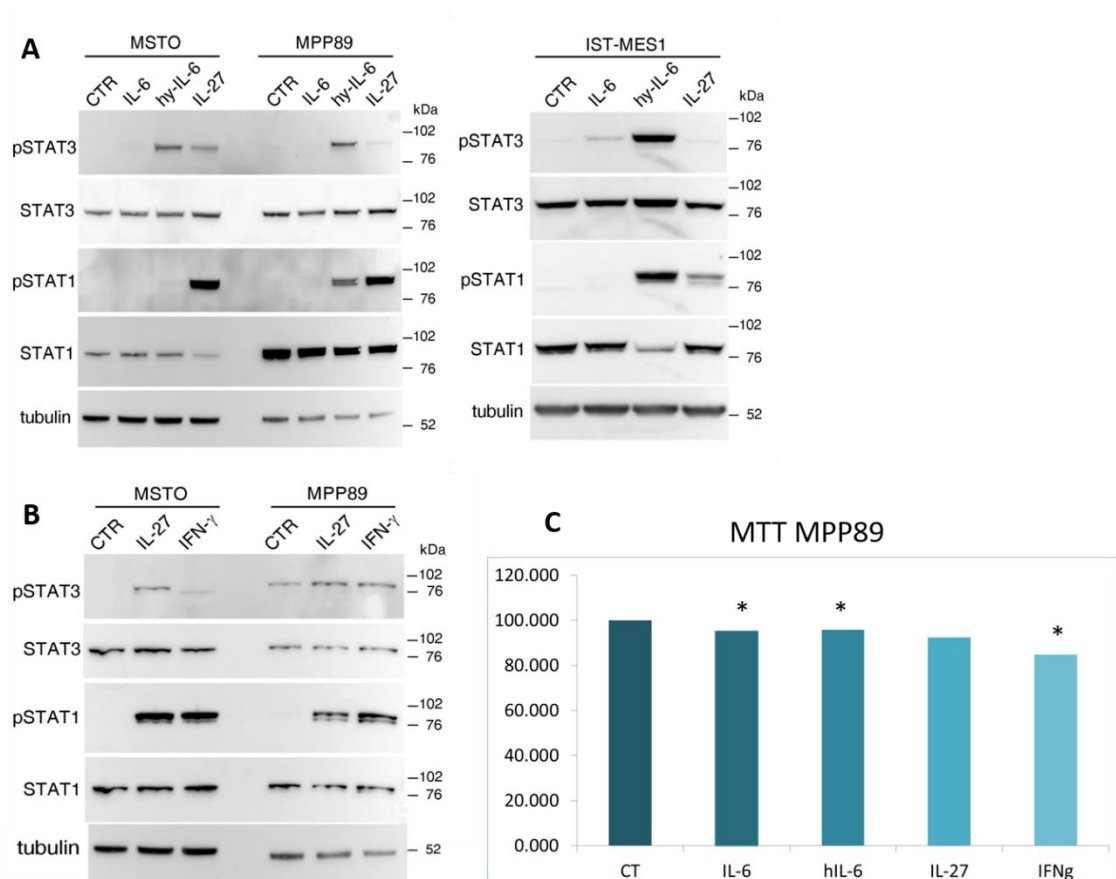 A
MSTO MPP89
CTR IL-6 hy-IL-6 IL-27 CTR IL-6 hy-IL-6 IL-27 kDa
pSTAT3 –102
– 76
STAT3 –102
– 76
pSTAT1 –102
– 76
STAT1 –102
– 76
tubulin – 52
IST-MES1
CTR IL-6 hy-IL-6 IL-27 kDa
pSTAT3 –102
– 76
STAT3 –102
– 76
pSTAT1 –102
– 76
STAT1 –102
– 76
tubulin – 52
B
MSTO MPP89
CTR IL-27 IFN-γ CTR IL-27 IFN-γ kDa
pSTAT3 –102
– 76
STAT3 –102
– 76
pSTAT1 –102
– 76
STAT1 –102
– 76
tubulin – 52
C
MTT MPP89
120.000
100.000
80.000
60.000
40.000
20.000
0.000
* * *
CT IL-6 hIL-6 IL-27 IFNg